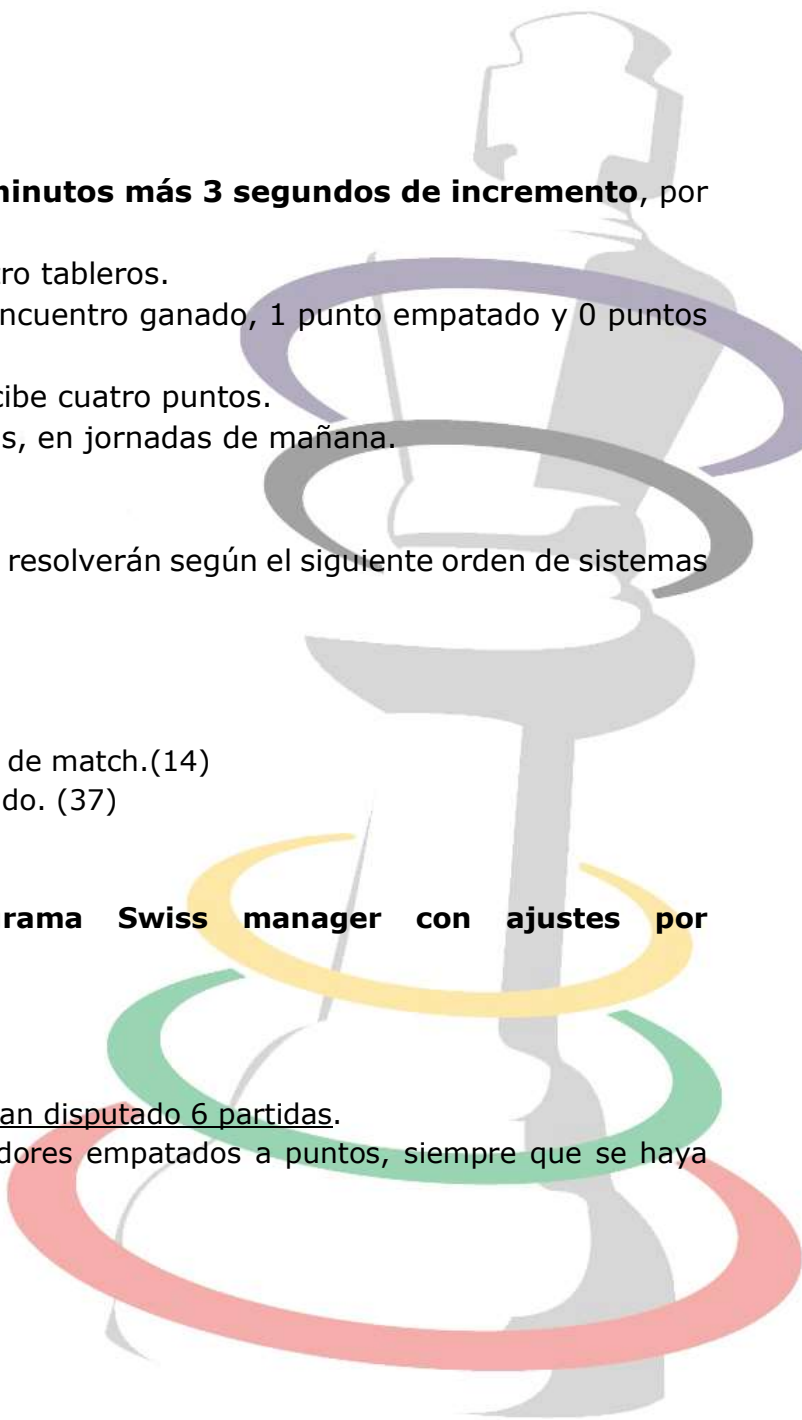 minutos más 3 segundos de incremento, por
tro tableros.
encuentro ganado, 1 punto empatado y 0 puntos
cibe cuatro puntos.
s, en jornadas de mañana.
resolverán según el siguiente orden de sistemas
de match.(14)
do. (37)
rama Swiss manager con ajustes por
an disputado 6 partidas.
dores empatados a puntos, siempre que se haya